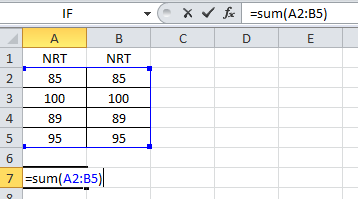 IF fx =sum(A2:B5)
A B C D E
1 NRT NRT
2 85 85
3 100 100
4 89 89
5 95 95
6
7 =sum(A2:B5)